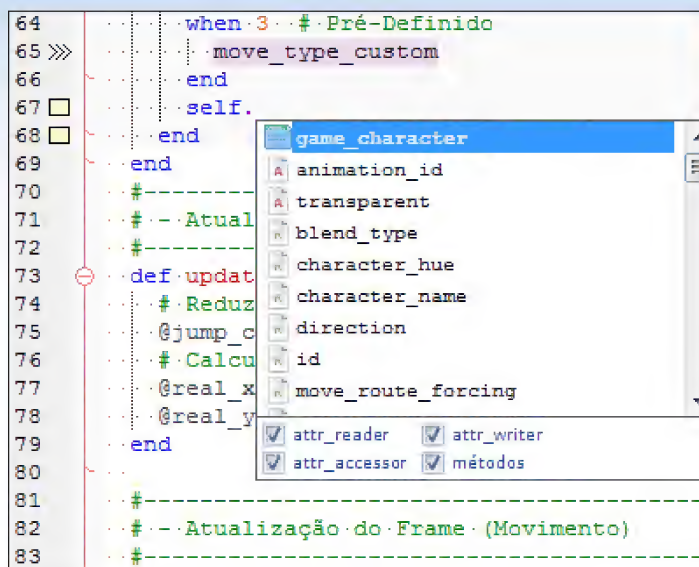 64 when 3 # Pré-Definido
65 move_type_custom
66 end
67 self.
68 end
game_character
69 end
animation_id
70 #---------
transparent
71 # - Atual
blend_type
72 #---------
character_hue
73 def updat
character_name
74 # Reduz
direction
75 @jump_c
id
76 # Calcu
move_route_forcing
77 @real_x
78 @real_y
attr_reader attr_writer
79 end
attr_accessor métodos
80
81 #------------------------------------------
82 # - Atualização do Frame (Movimento)
83 #------------------------------------------